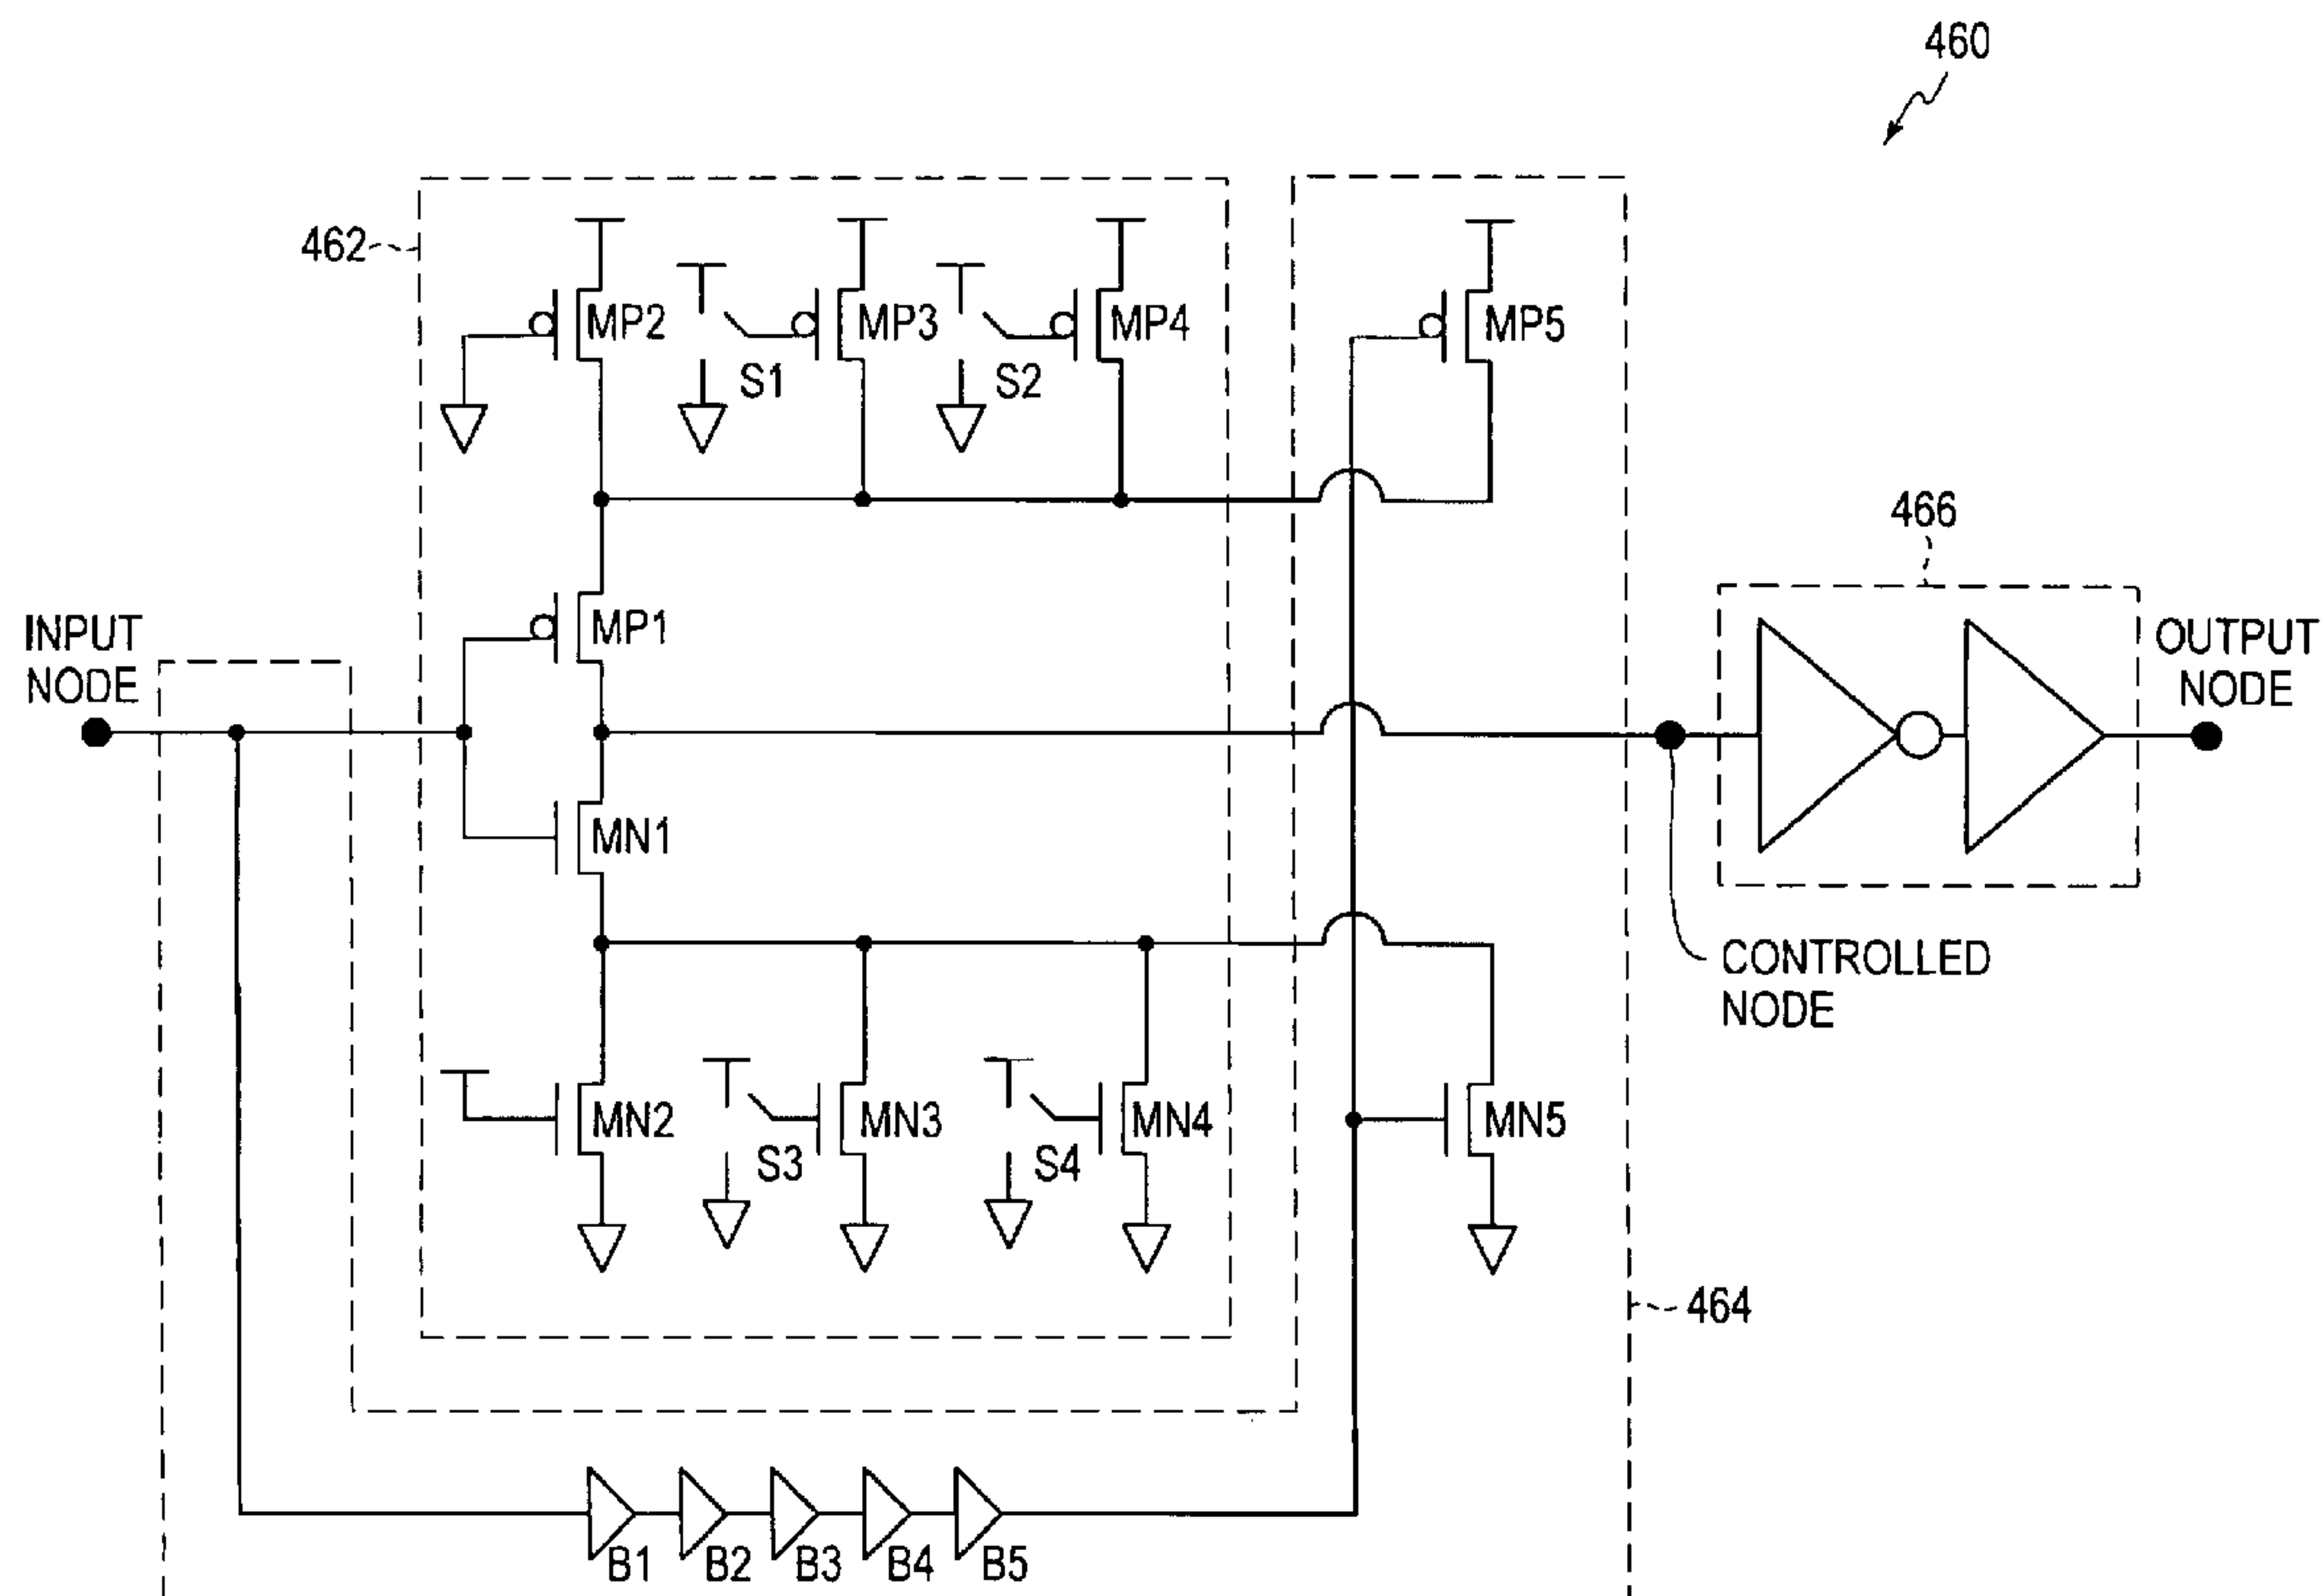 460
462
MP2
MP3
MP4
MP5
S1
S2
466
INPUT
NODE
MP1
OUTPUT
NODE
MN1
CONTROLLED
NODE
MN2
MN3
MN4
MN5
S3
S4
464
B1
B2
B3
B4
B5